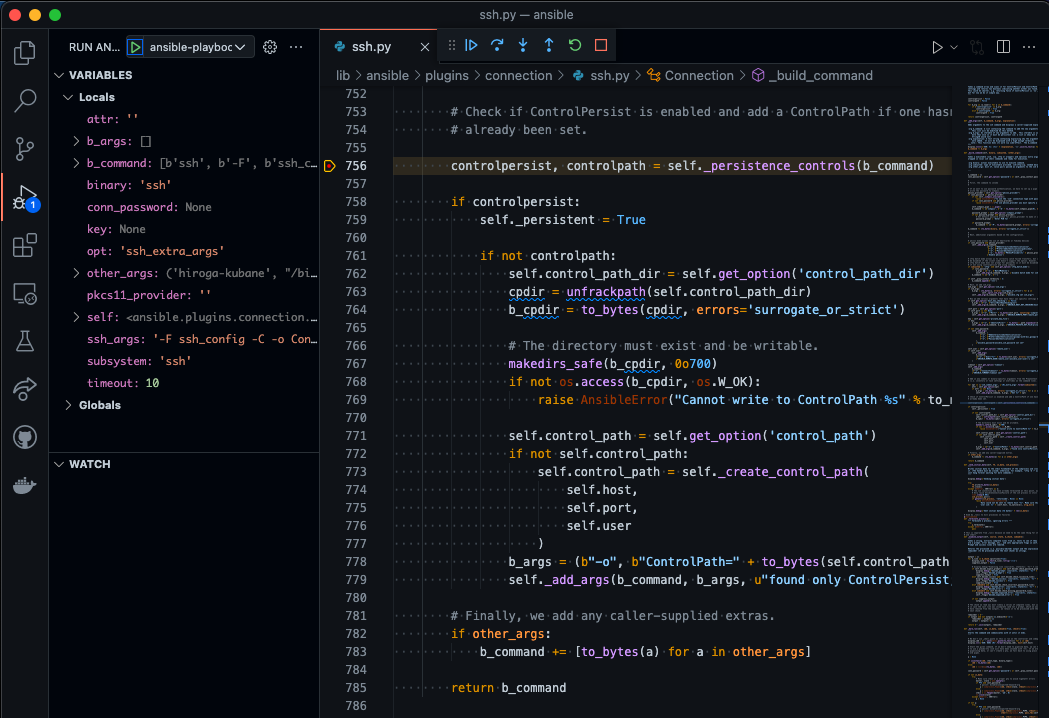 ssh.py — ansible
RUN AN... ansible-playboo
ssh.py
lib > ansible > plugins > connection > ssh.py > Connection > _build_command
VARIABLES
Locals
attr: ''
b_args: []
b_command: [b'ssh', b'-F', b'ssh_c…
binary: 'ssh'
conn_password: None
key: None
opt: 'ssh_extra_args'
other_args: ('hiroga-kubane', "/bi…
pkcs11_provider: ''
self: <ansible.plugins.connection.…
ssh_args: '-F ssh_config -C -o Con…
subsystem: 'ssh'
timeout: 10
Globals
WATCH
1
752
753 # Check if ControlPersist is enabled and add a ControlPath if one has
754 # already been set.
755
756 controlpersist, controlpath = self._persistence_controls(b_command)
757
758 if controlpersist:
759 self._persistent = True
760
761 if not controlpath:
762 self.control_path_dir = self.get_option('control_path_dir')
763 cpdir = unfrackpath(self.control_path_dir)
764 b_cpdir = to_bytes(cpdir, errors='surrogate_or_strict')
765
766 # The directory must exist and be writable.
767 makedirs_safe(b_cpdir, 0o700)
768 if not os.access(b_cpdir, os.W_OK):
769 raise AnsibleError("Cannot write to ControlPath %s" % to_
770
771 self.control_path = self.get_option('control_path')
772 if not self.control_path:
773 self.control_path = self._create_control_path(
774 self.host,
775 self.port,
776 self.user
777 )
778 b_args = (b"-o", b"ControlPath=" + to_bytes(self.control_path
779 self._add_args(b_command, b_args, u"found only ControlPersist
780
781 # Finally, we add any caller-supplied extras.
782 if other_args:
783 b_command += [to_bytes(a) for a in other_args]
784
785 return b_command
786